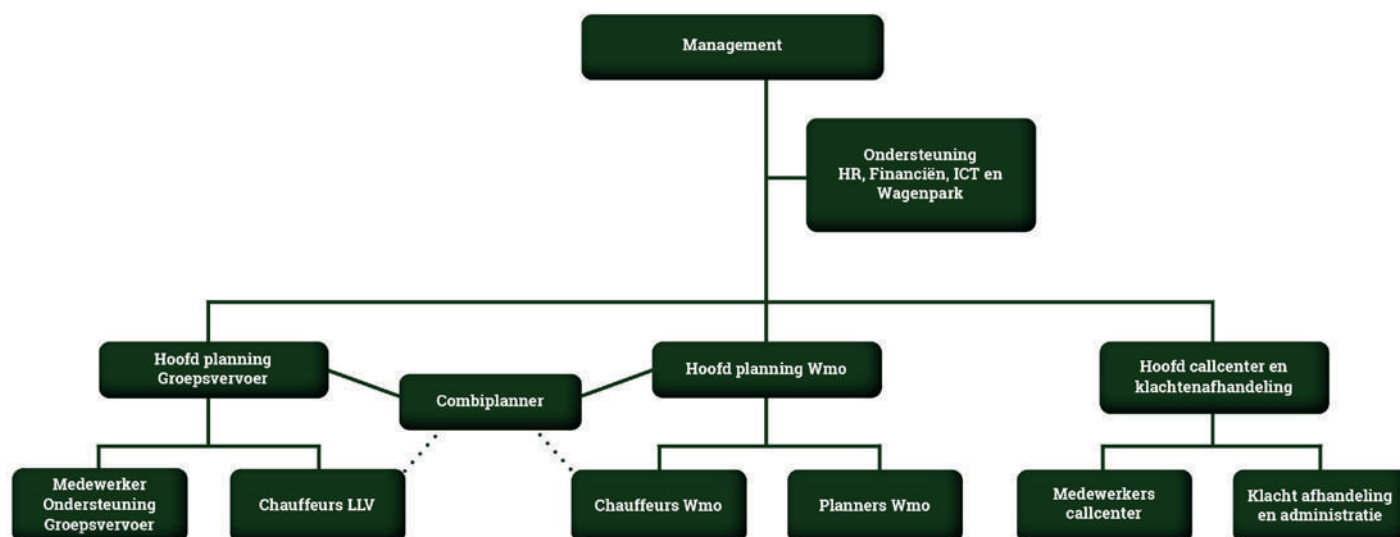 Management
Ondersteuning
HR, Financiën, ICT en
Wagenpark
Hoofd planning
Groepsvervoer
Combiplanner
Hoofd planning Wmo
Hoofd callcenter en
klachtenafhandeling
Medewerker
Ondersteuning
Groepsvervoer
Chauffeurs LLV
Chauffeurs Wmo
Planners Wmo
Medewerkers
callcenter
Klacht afhandeling
en administratie